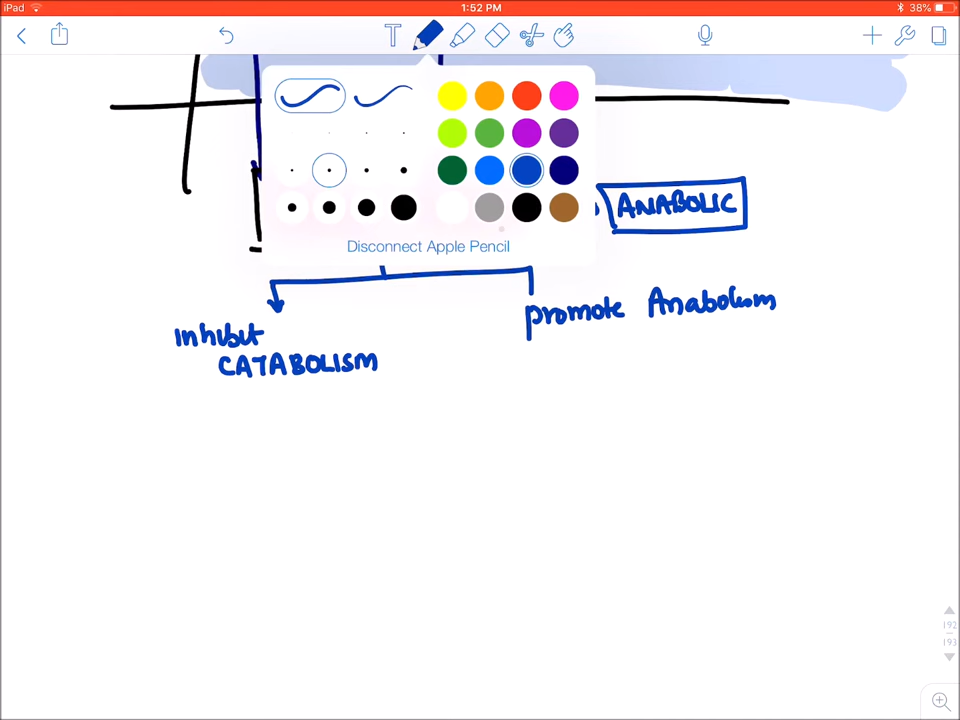 iPad 1:52 PM 38%
T
ANABOLIC
Disconnect Apple Pencil
promote Anabolism
Inhibit
CATABOLISM
192
193